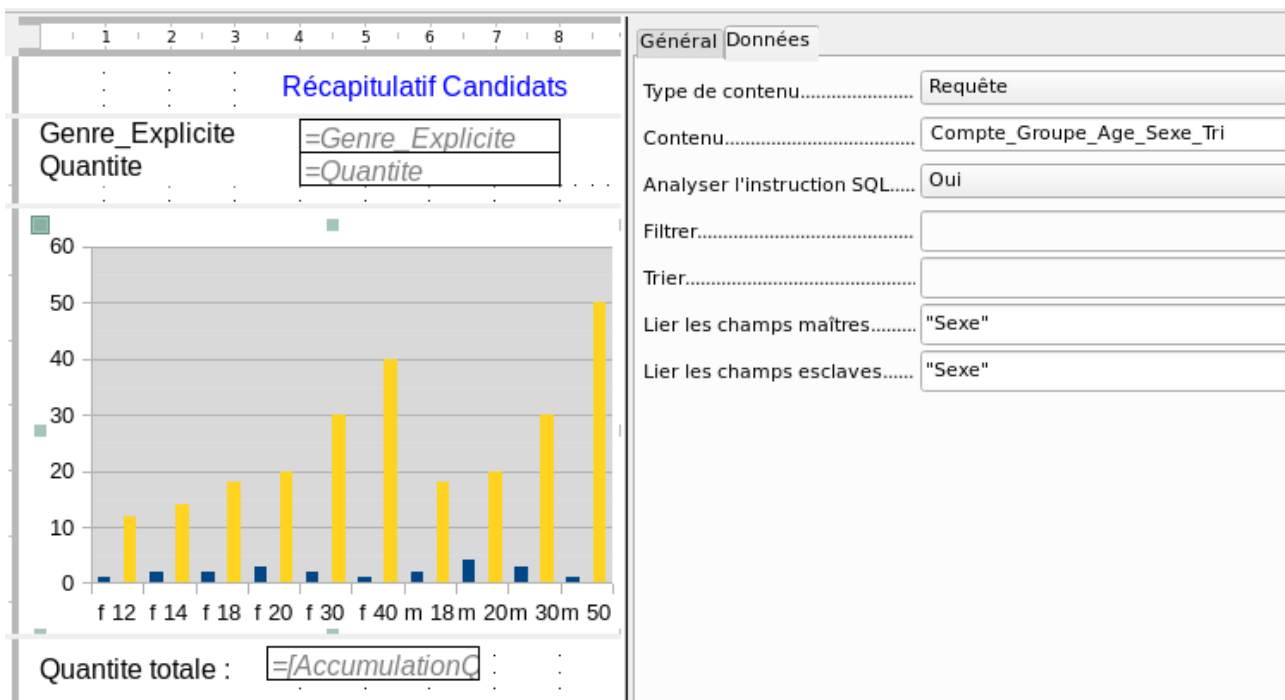 1 2 3 4 5 6 7 8
Récapitulatif Candidats
Genre_Explicite =Genre_Explicite
Quantite =Quantite
60
50
40
30
20
10
0
f 12 f 14 f 18 f 20 f 30 f 40 m 18 m 20 m 30 m 50
Quantite totale : =[AccumulationQ
Général Données
Type de contenu....................... Requête
Contenu....................................... Compte_Groupe_Age_Sexe_Tri
Analyser l'instruction SQL..... Oui
Filtrer...........................................
Trier..............................................
Lier les champs maîtres......... "Sexe"
Lier les champs esclaves...... "Sexe"